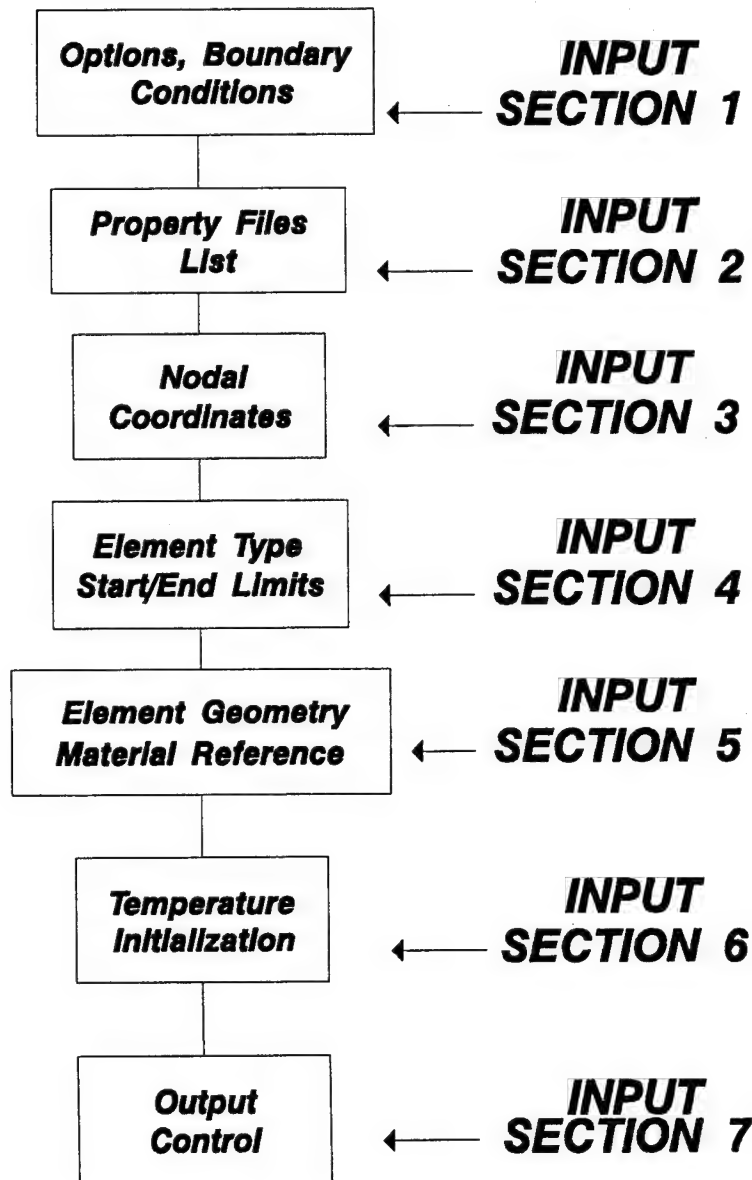 Options, Boundary
Conditions
INPUT
SECTION 1
Property Files
List
INPUT
SECTION 2
Nodal
Coordinates
INPUT
SECTION 3
Element Type
Start/End Limits
INPUT
SECTION 4
Element Geometry
Material Reference
INPUT
SECTION 5
Temperature
Initialization
INPUT
SECTION 6
Output
Control
INPUT
SECTION 7